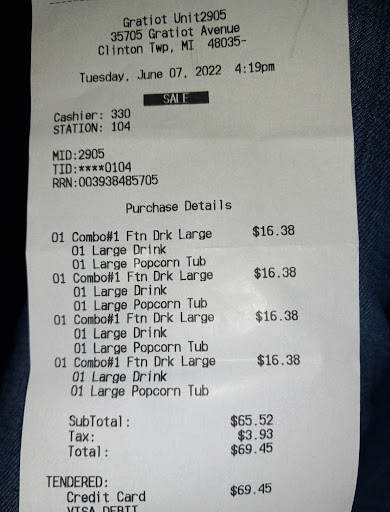 Gratiot Unit2905
35705 Gratiot Avenue
Clinton Twp, MI 48035-
Tuesday, June 07, 2022 4:19pm
SALE
Cashier: 330
STATION: 104
MID:2905
TID:****0104
RRN:003938485705
Purchase Details
01 Combo#1 Ftn Drk Large $16.38
01 Large Drink
01 Large Popcorn Tub
01 Combo#1 Ftn Drk Large $16.38
01 Large Drink
01 Large Popcorn Tub
01 Combo#1 Ftn Drk Large $16.38
01 Large Drink
01 Large Popcorn Tub
01 Combo#1 Ftn Drk Large $16.38
01 Large Drink
01 Large Popcorn Tub
SubTotal: $65.52
Tax: $3.93
Total: $69.45
TENDERED:
Credit Card $69.45
VISA DEBIT